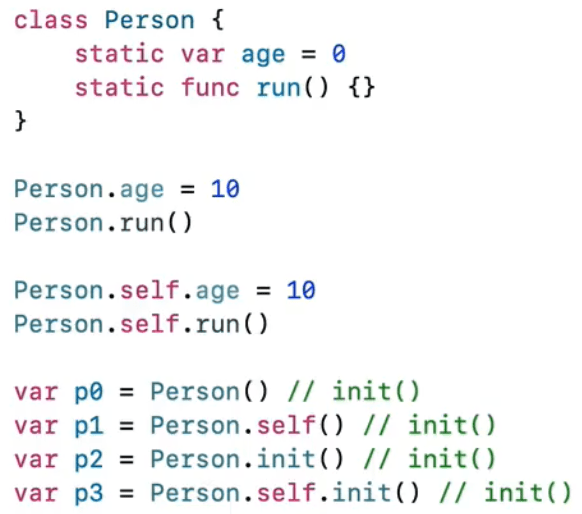 class Person {
    static var age = 0
    static func run() {}
}
Person.age = 10
Person.run()
Person.self.age = 10
Person.self.run()
var p0 = Person() // init()
var p1 = Person.self() // init()
var p2 = Person.init() // init()
var p3 = Person.self.init() // init()